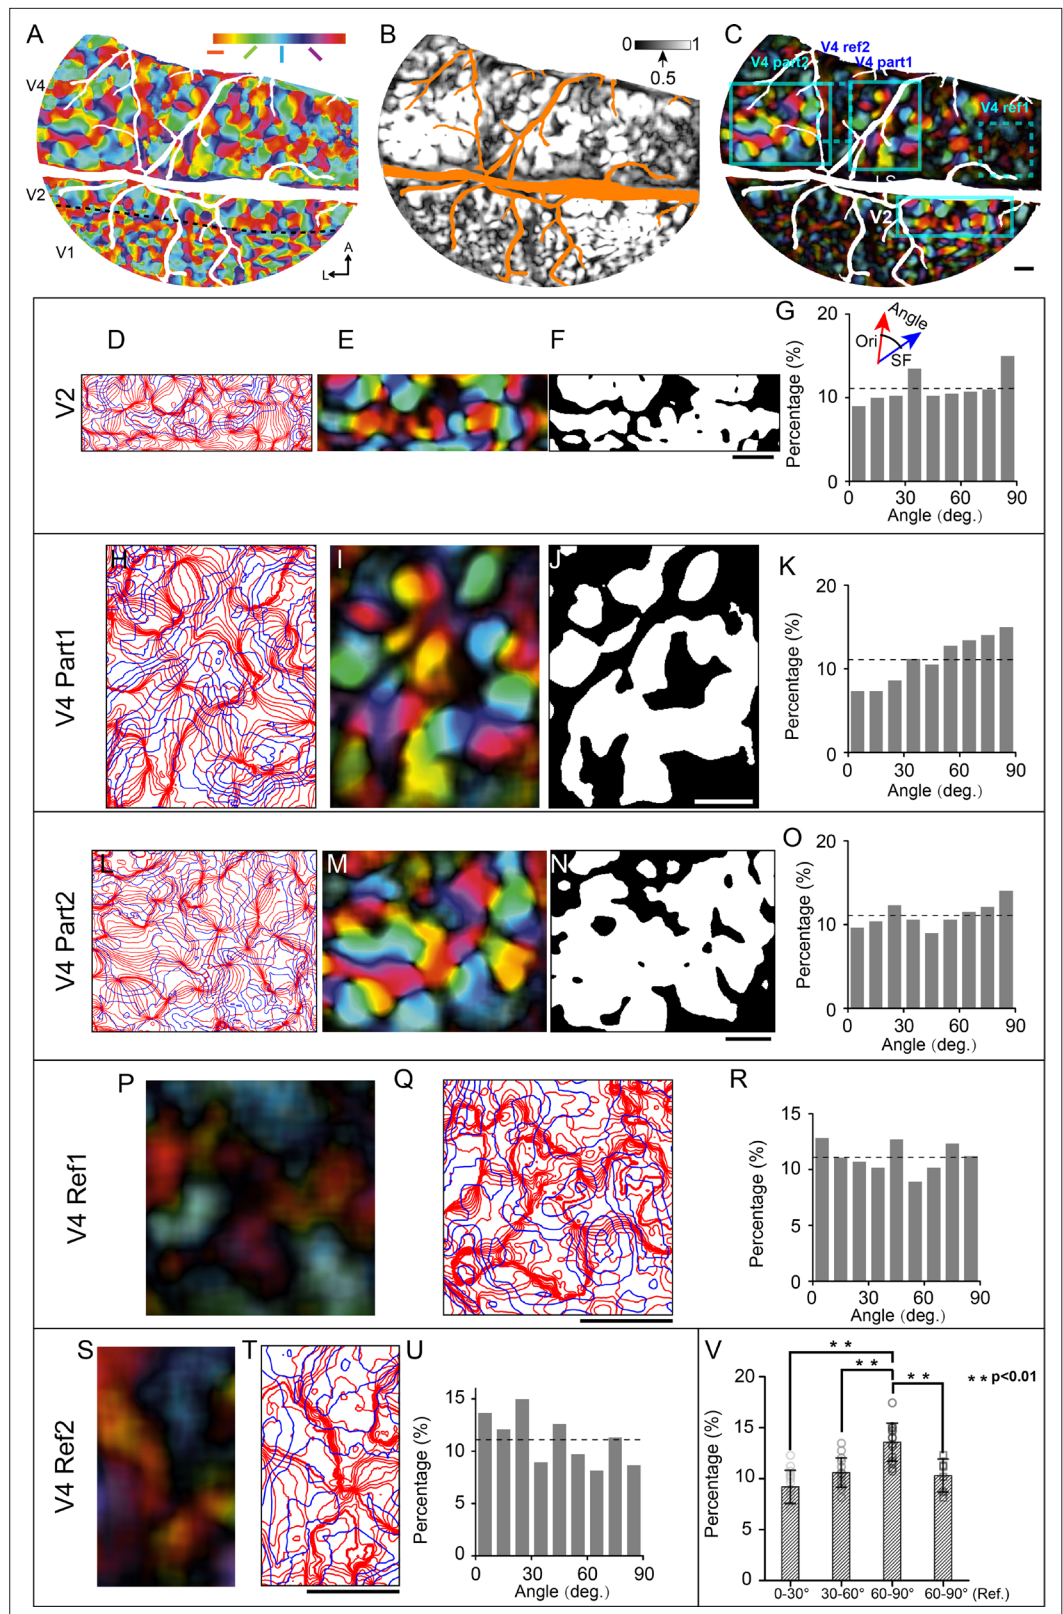 A
B
0 1
0.5
C
V4 ref2
V4 part2
V4 part1
V4 ref1
V4
V2
V1
A
L
LS
V2
D
E
F
G
V2
Angle
Ori
SF
Percentage (%)
20
10
0
0 30 60 90
Angle (deg.)
H
I
J
K
V4 Part1
Percentage (%)
20
10
0
0 30 60 90
Angle (deg.)
L
M
N
O
V4 Part2
Percentage (%)
20
10
0
0 30 60 90
Angle (deg.)
P
Q
R
V4 Ref1
Percentage (%)
15
10
5
0
0 30 60 90
Angle (deg.)
S
T
U
V4 Ref2
Percentage (%)
15
10
5
0
0 30 60 90
Angle (deg.)
V
** ** **
** p<0.01
Percentage (%)
20
15
10
5
0
0-30° 30-60° 60-90° 60-90° (Ref.)